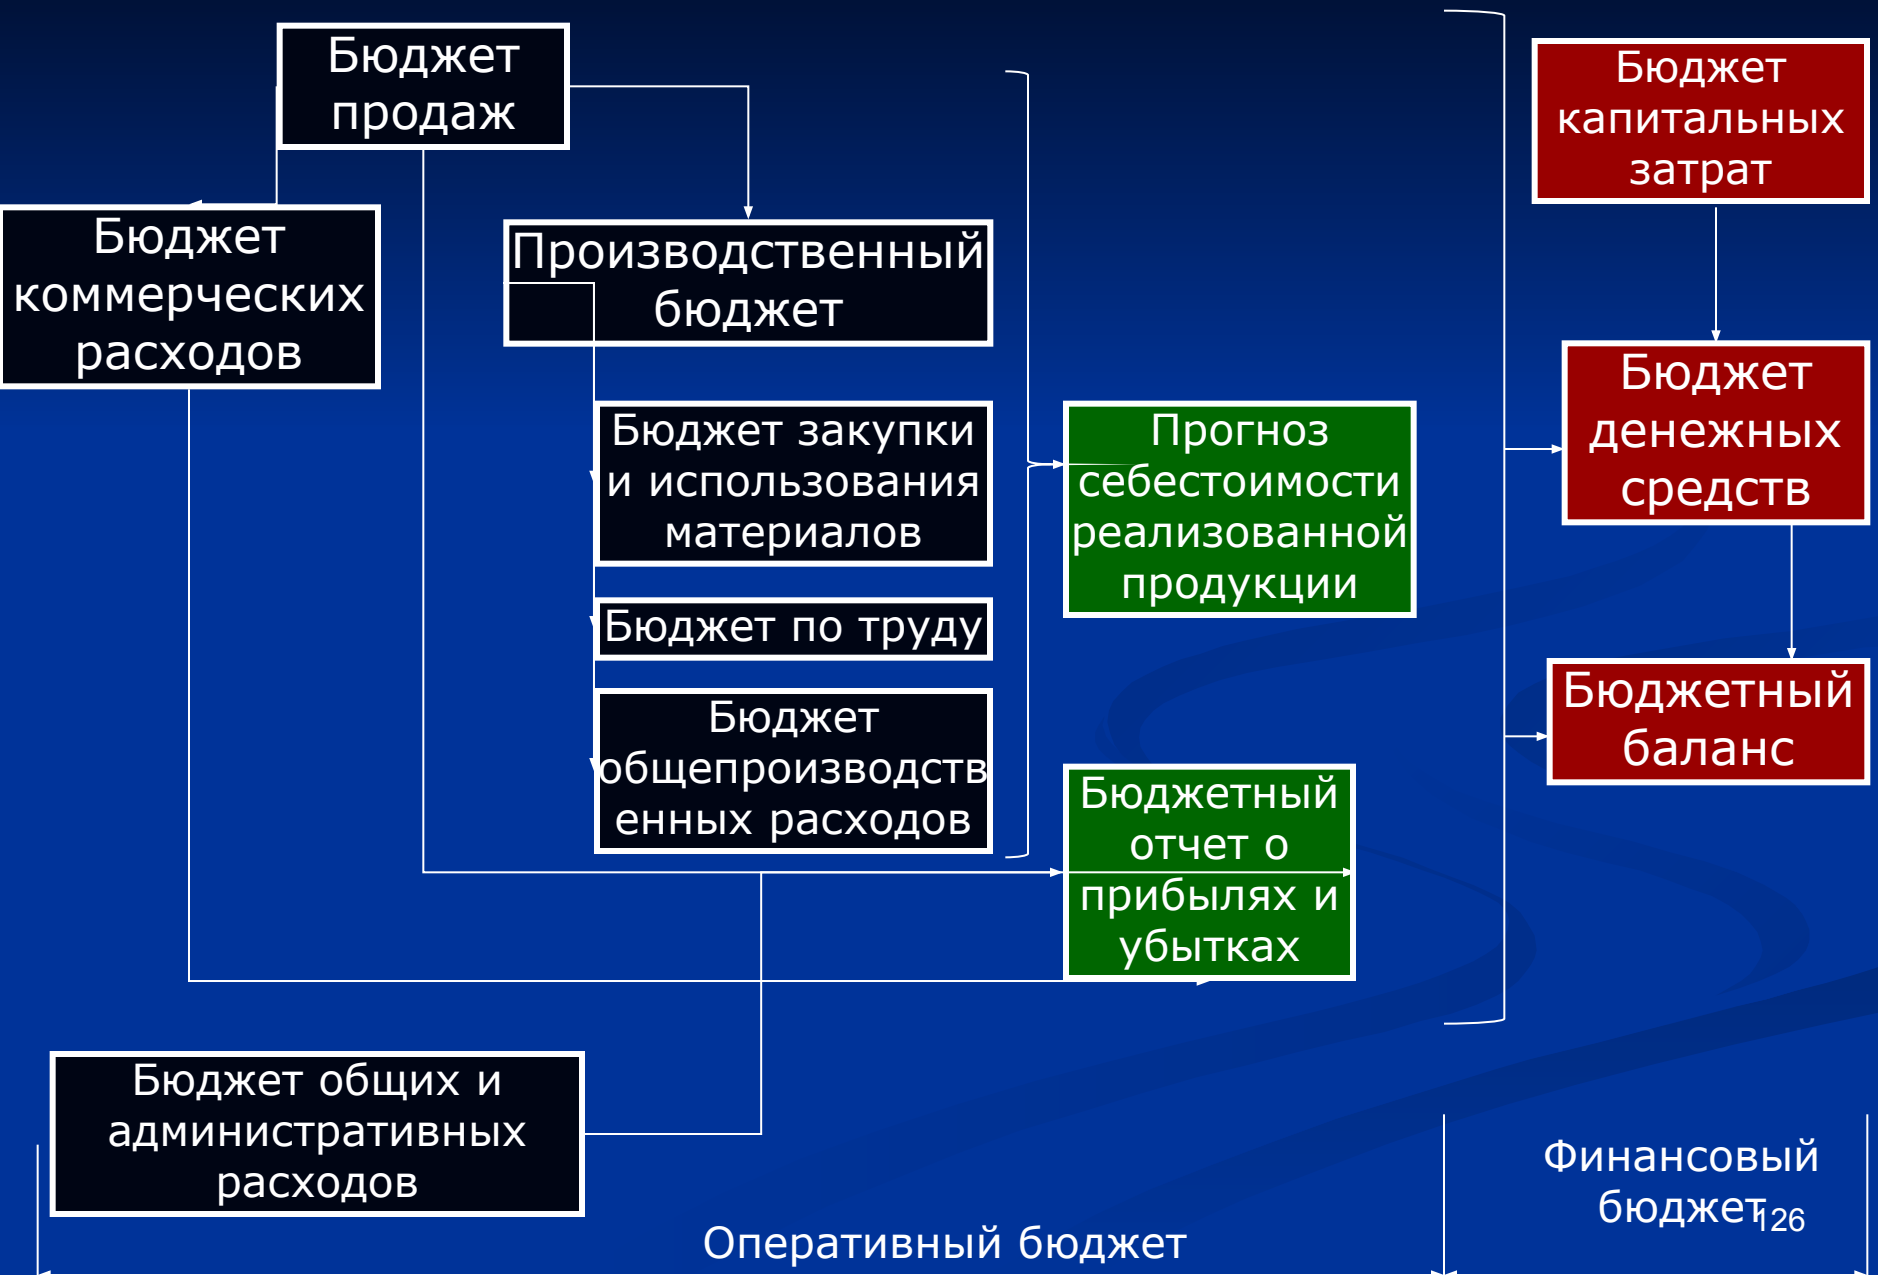 Бюджет
продаж
Бюджет
капитальных
затрат
Бюджет
коммерческих
расходов
Производственный
бюджет
Бюджет закупки
и использования
материалов
Прогноз
себестоимости
реализованной
продукции
Бюджет
денежных
средств
Бюджет по труду
Бюджет
общепроизводств
енных расходов
Бюджетный
баланс
Бюджетный
отчет о
прибылях и
убытках
Бюджет общих и
административных
расходов
Финансовый
бюджет
126
Оперативный бюджет